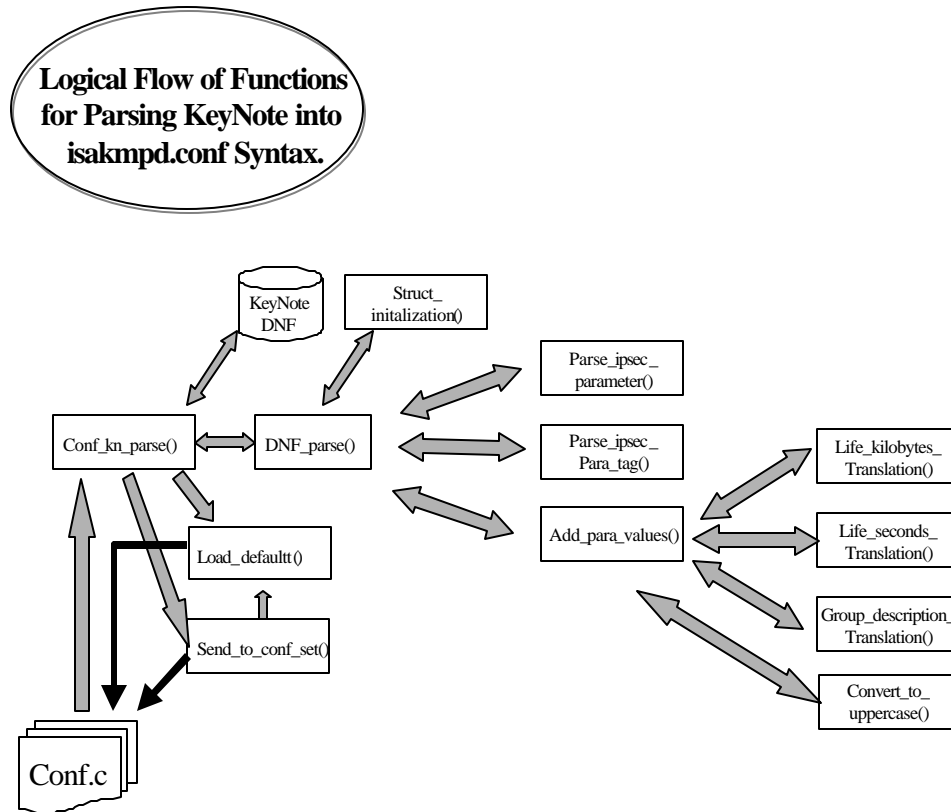 Logical Flow of Functions
for Parsing KeyNote into
isakmpd.conf Syntax.
KeyNote
DNF
Struct_
initalization()
Parse_ipsec_
parameter()
Conf_kn_parse()
DNF_parse()
Parse_ipsec_
Para_tag()
Life_kilobytes_
Translation()
Load_defaultt()
Add_para_values()
Life_seconds_
Translation()
Group_description_
Translation()
Send_to_conf_set()
Convert_to_
uppercase()
Conf.c